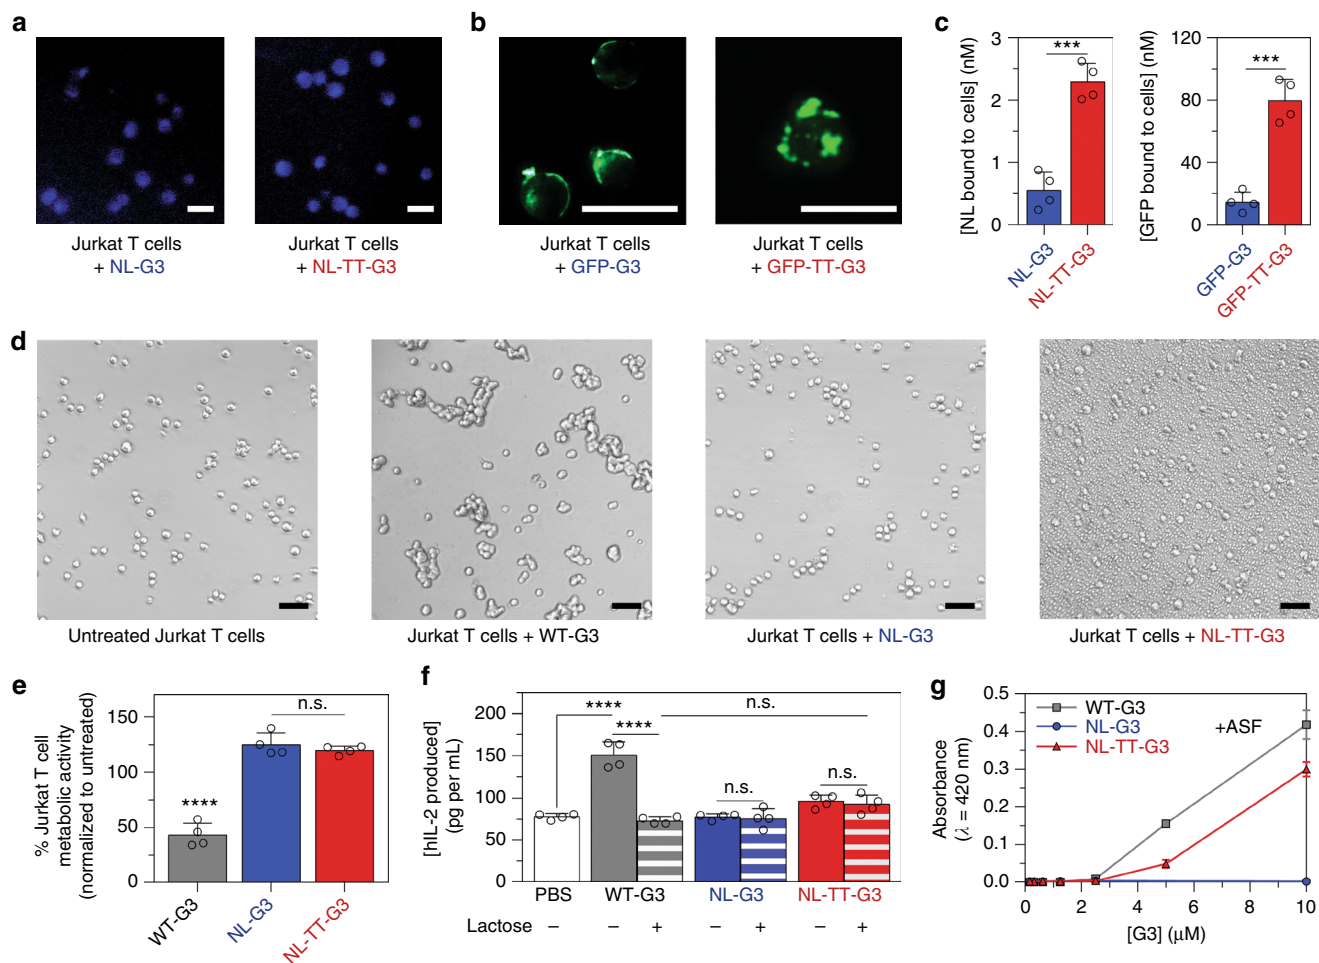 a
b
c
Jurkat T cells
+ NL-G3
Jurkat T cells
+ NL-TT-G3
Jurkat T cells
+ GFP-G3
Jurkat T cells
+ GFP-TT-G3
[NL bound to cells] (nM)
3
2
1
0
***
NL-G3
NL-TT-G3
[GFP bound to cells] (nM)
120
80
40
0
***
GFP-G3
GFP-TT-G3
d
Untreated Jurkat T cells
Jurkat T cells + WT-G3
Jurkat T cells + NL-G3
Jurkat T cells + NL-TT-G3
e
% Jurkat T cell
metabolic activity
(normalized to untreated)
150
100
50
0
****
n.s.
WT-G3
NL-G3
NL-TT-G3
f
[hIL-2 produced]
(pg per mL)
200
150
100
50
0
****
****
n.s.
n.s.
n.s.
PBS
WT-G3
NL-G3
NL-TT-G3
Lactose – – + – + – +
g
Absorbance
(λ = 420 nm)
0.5
0.4
0.3
0.2
0.1
0.0
WT-G3
NL-G3
NL-TT-G3
+ASF
0 2 4 6 8 10
[G3] (μM)